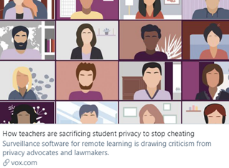 How teachers are sacrificing student privacy to stop cheating
Surveillance software for remote learning is drawing criticism from
privacy advocates and lawmakers.
vox.com